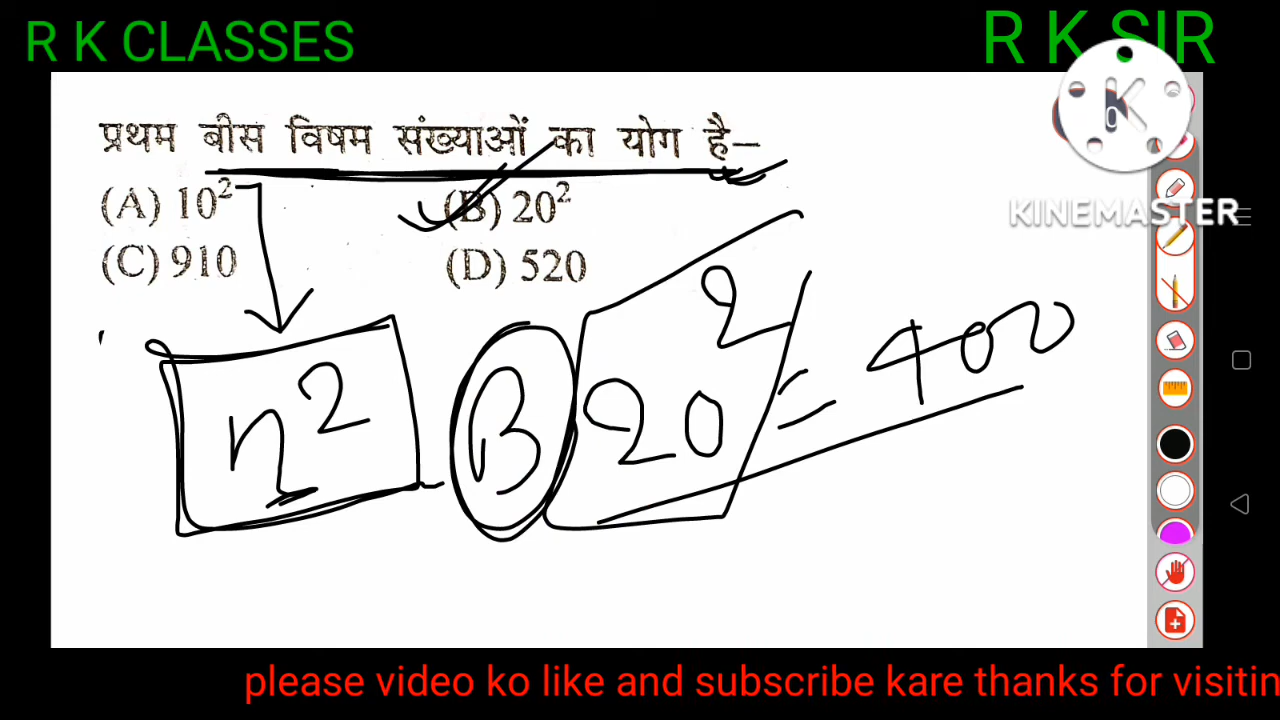 R K CLASSES
R K SIR
KINEMASTER
प्रथम बीस विषम संख्याओं का योग है–
(A) 10² (B) 20²
(C) 910 (D) 520
n² B 20² = 400
please video ko like and subscribe kare thanks for visitin